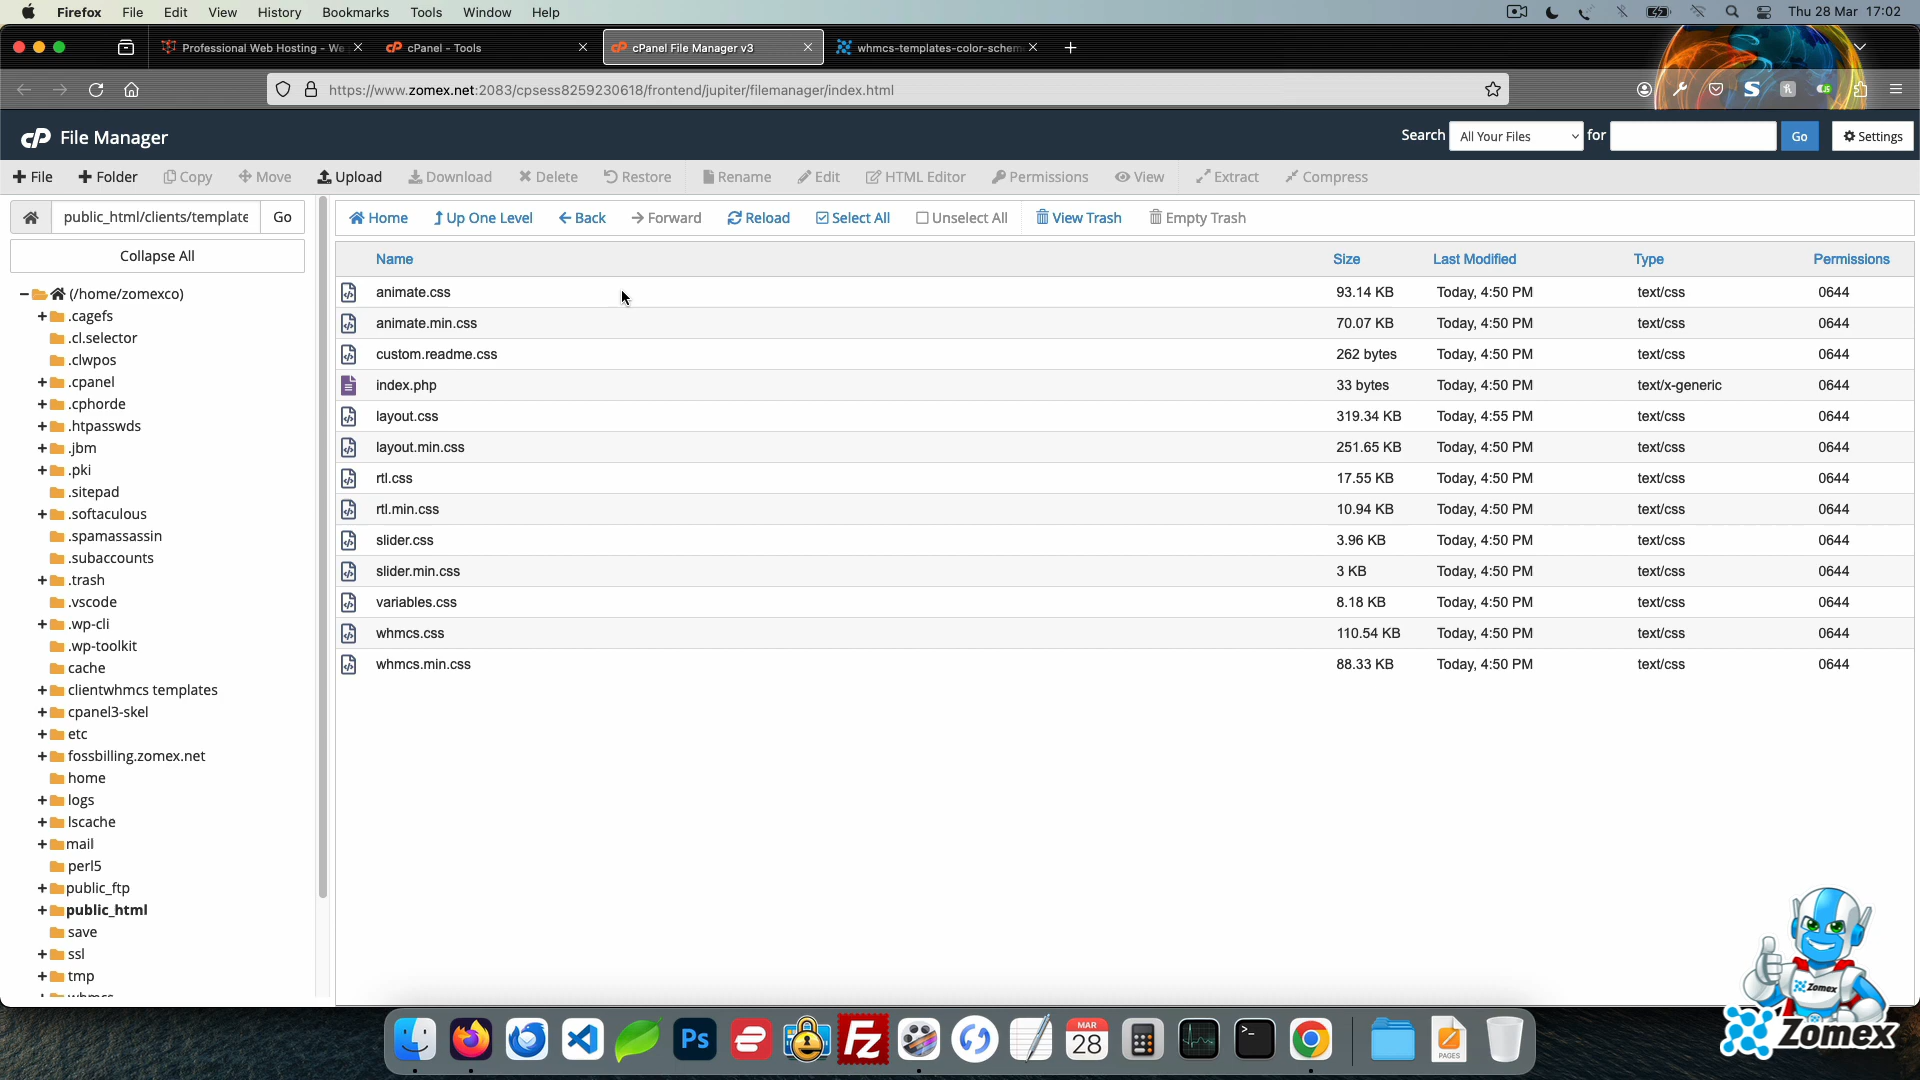 Firefox File Edit View History Bookmarks Tools Window Help Thu 28 Mar 17:02
Professional Web Hosting - We
cPanel - Tools
cPanel File Manager v3
whmcs-templates-color-schem
https://www.zomex.net:2083/cpsess8259230618/frontend/jupiter/filemanager/index.html
cP File Manager
Search All Your Files for Go Settings
+ File + Folder Copy Move Upload Download Delete Restore Rename Edit HTML Editor Permissions View Extract Compress
public_html/clients/template Go
Home Up One Level Back Forward Reload Select All Unselect All View Trash Empty Trash
Collapse All
(/home/zomexco)
.cagefs
.cl.selector
.clwpos
.cpanel
.cphorde
.htpasswds
.jbm
.pki
.sitepad
.softaculous
.spamassassin
.subaccounts
.trash
.vscode
.wp-cli
.wp-toolkit
cache
clientwhmcs templates
cpanel3-skel
etc
fossbilling.zomex.net
home
logs
lscache
mail
perl5
public_ftp
public_html
save
ssl
tmp
Name Size Last Modified Type Permissions
animate.css 93.14 KB Today, 4:50 PM text/css 0644
animate.min.css 70.07 KB Today, 4:50 PM text/css 0644
custom.readme.css 262 bytes Today, 4:50 PM text/css 0644
index.php 33 bytes Today, 4:50 PM text/x-generic 0644
layout.css 319.34 KB Today, 4:55 PM text/css 0644
layout.min.css 251.65 KB Today, 4:50 PM text/css 0644
rtl.css 17.55 KB Today, 4:50 PM text/css 0644
rtl.min.css 10.94 KB Today, 4:50 PM text/css 0644
slider.css 3.96 KB Today, 4:50 PM text/css 0644
slider.min.css 3 KB Today, 4:50 PM text/css 0644
variables.css 8.18 KB Today, 4:50 PM text/css 0644
whmcs.css 110.54 KB Today, 4:50 PM text/css 0644
whmcs.min.css 88.33 KB Today, 4:50 PM text/css 0644
Zomex
Zomex
Ps
Fz
MAR
28
PAGES